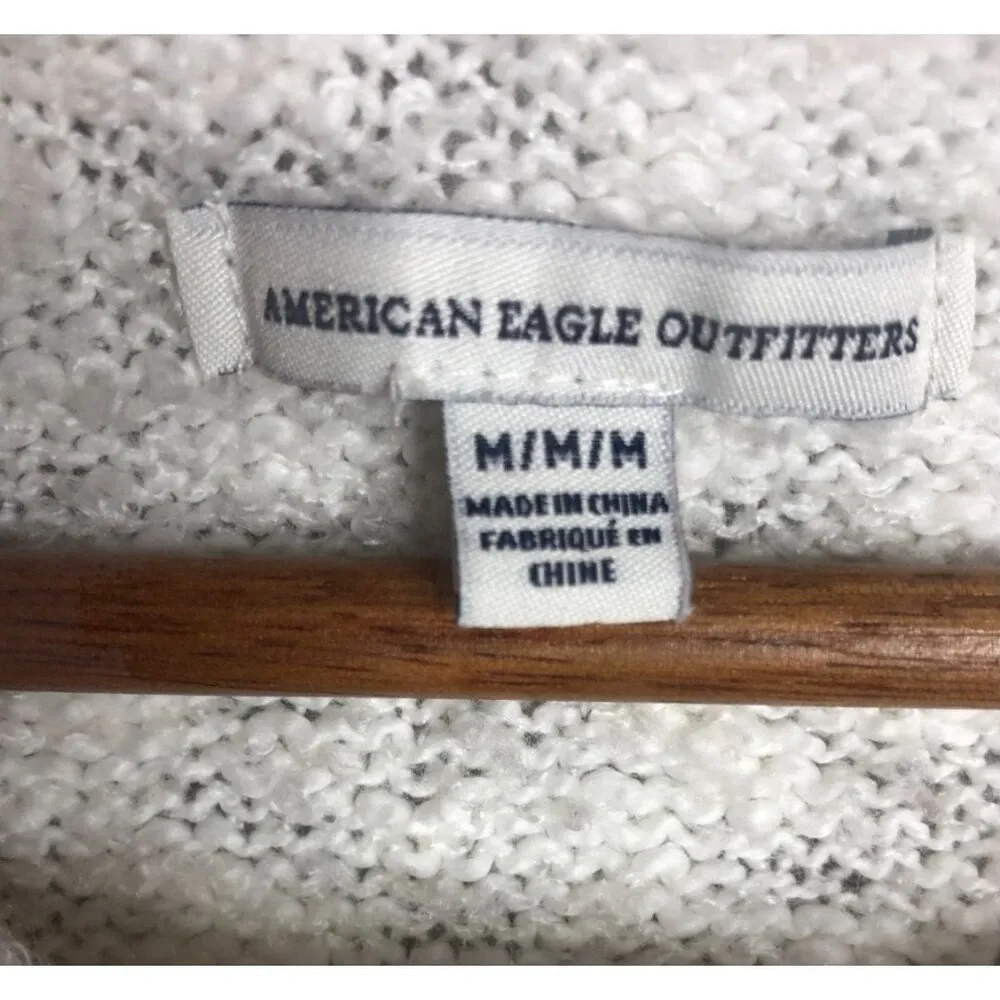 AMERICAN EAGLE OUTFITTERS
M/M/M
MADE IN CHINA
FABRIQUÉ EN
CHINE